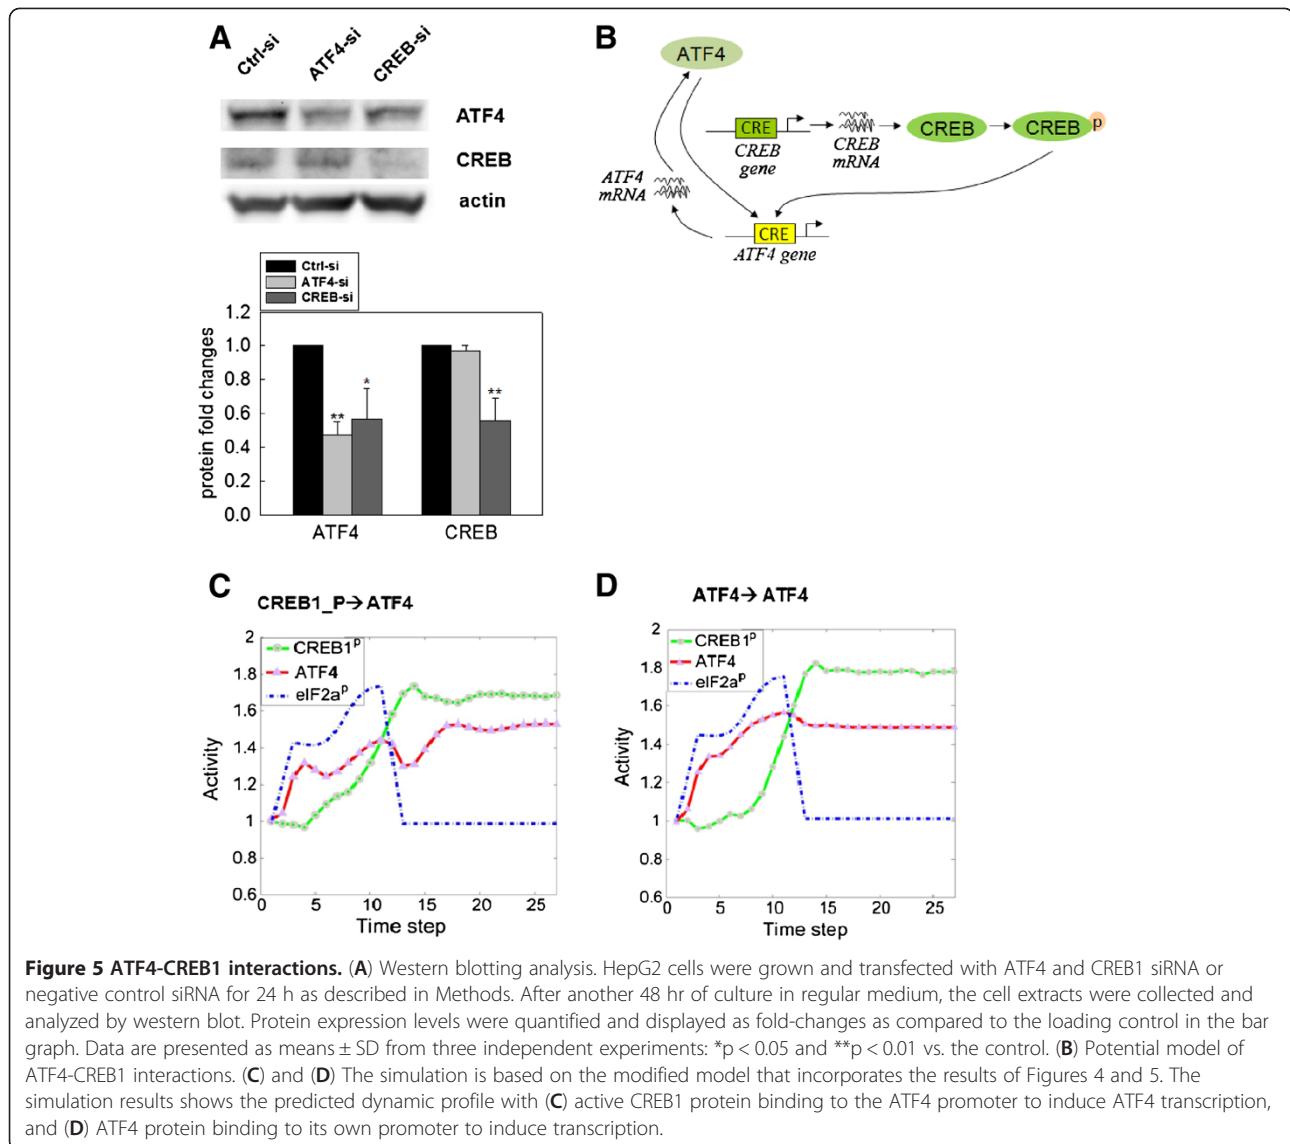 A
B
Ctrl-si
ATF4-si
CREB-si
ATF4
CREB
actin
ATF4
CRE
CREB
gene
CREB
mRNA
CREB
CREB
p
ATF4
mRNA
CRE
ATF4 gene
Ctrl-si
ATF4-si
CREB-si
protein fold changes
1.2
1.0
0.8
0.6
0.4
0.2
0.0
**
*
**
ATF4
CREB
C
CREB1_P→ATF4
CREB1p
ATF4
eIF2ap
Activity
2
1.8
1.6
1.4
1.2
1
0.8
0.6
0 5 10 15 20 25
Time step
D
ATF4→ ATF4
CREB1p
ATF4
eIF2ap
Activity
2
1.8
1.6
1.4
1.2
1
0.8
0.6
0 5 10 15 20 25
Time step
Figure 5 ATF4-CREB1 interactions. (A) Western blotting analysis. HepG2 cells were grown and transfected with ATF4 and CREB1 siRNA or
negative control siRNA for 24 h as described in Methods. After another 48 hr of culture in regular medium, the cell extracts were collected and
analyzed by western blot. Protein expression levels were quantified and displayed as fold-changes as compared to the loading control in the bar
graph. Data are presented as means ± SD from three independent experiments: *p < 0.05 and **p < 0.01 vs. the control. (B) Potential model of
ATF4-CREB1 interactions. (C) and (D) The simulation is based on the modified model that incorporates the results of Figures 4 and 5. The
simulation results shows the predicted dynamic profile with (C) active CREB1 protein binding to the ATF4 promoter to induce ATF4 transcription,
and (D) ATF4 protein binding to its own promoter to induce transcription.